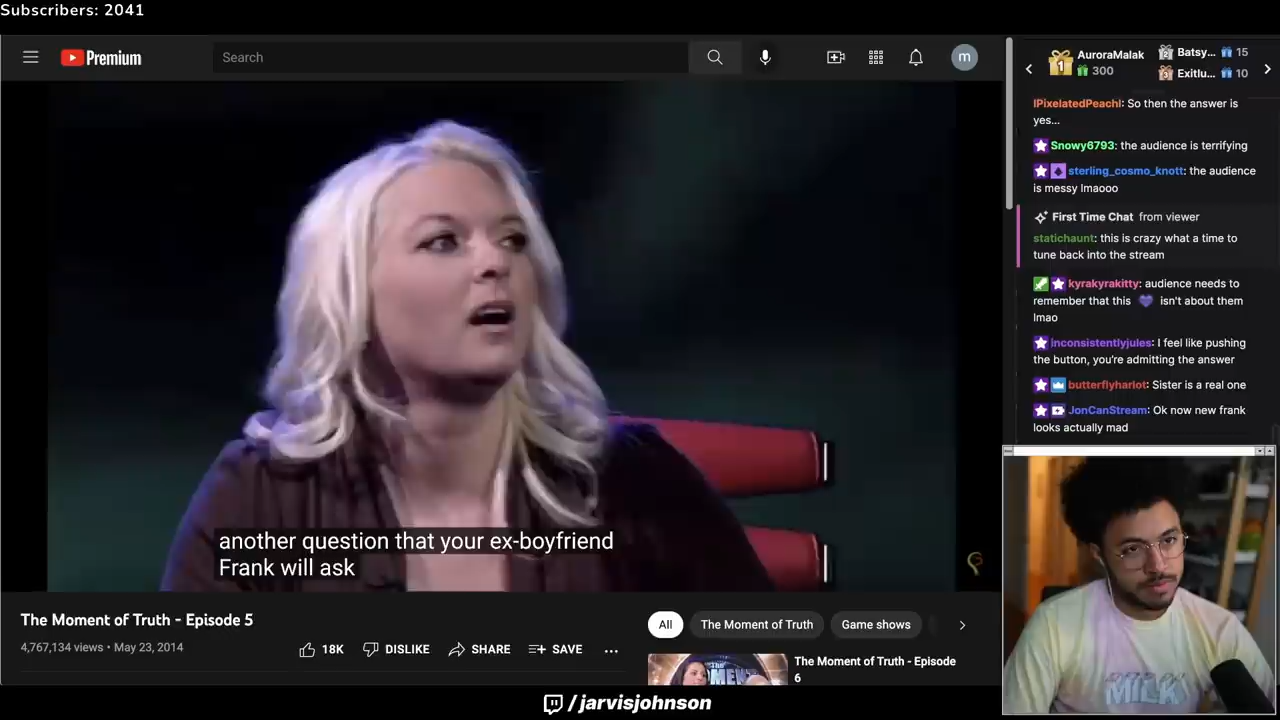 Subscribers: 2041
Premium
Search
m
1
AuroraMalak
300
2
Batsy... 15
3
Exitlu... 10
IPixelatedPeachI: So then the answer is
yes...
Snowy6793: the audience is terrifying
sterling_cosmo_knott: the audience
is messy lmaooo
First Time Chat from viewer
statichaunt: this is crazy what a time to
tune back into the stream
kyrakyrakitty: audience needs to
remember that this isn't about them
lmao
inconsistentlyjules: I feel like pushing
the button, you're admitting the answer
butterflyharlot: Sister is a real one
JonCanStream: Ok now new frank
looks actually mad
another question that your ex-boyfriend
Frank will ask
The Moment of Truth - Episode 5
4,767,134 views • May 23, 2014
18K
DISLIKE
SHARE
SAVE
...
All
The Moment of Truth
Game shows
The Moment of Truth - Episode
6
MILK
/jarvisjohnson